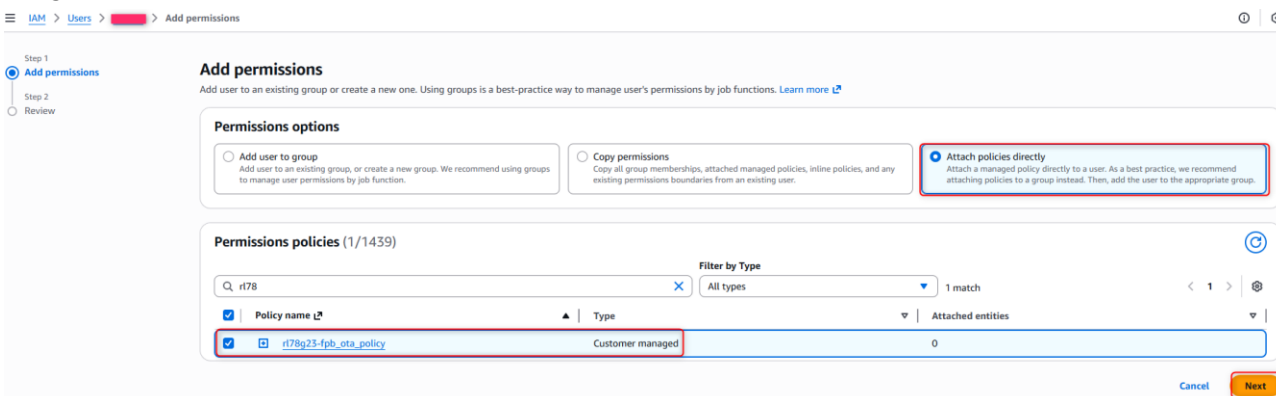 IAM > Users > > Add permissions
Step 1
Add permissions
Step 2
Review
Add permissions
Add user to an existing group or create a new one. Using groups is a best-practice way to manage user's permissions by job functions. Learn more
Permissions options
Add user to group
Add user to an existing group, or create a new group. We recommend using groups
to manage user permissions by job function.
Copy permissions
Copy all group memberships, attached managed policies, inline policies, and any
existing permissions boundaries from an existing user.
Attach policies directly
Attach a managed policy directly to a user. As a best practice, we recommend
attaching policies to a group instead. Then, add the user to the appropriate group.
Permissions policies (1/1439)
Filter by Type
rl78
All types
1 match
1
Policy name
Type
Attached entities
rl78g23-fpb_ota_policy
Customer managed
0
Cancel
Next